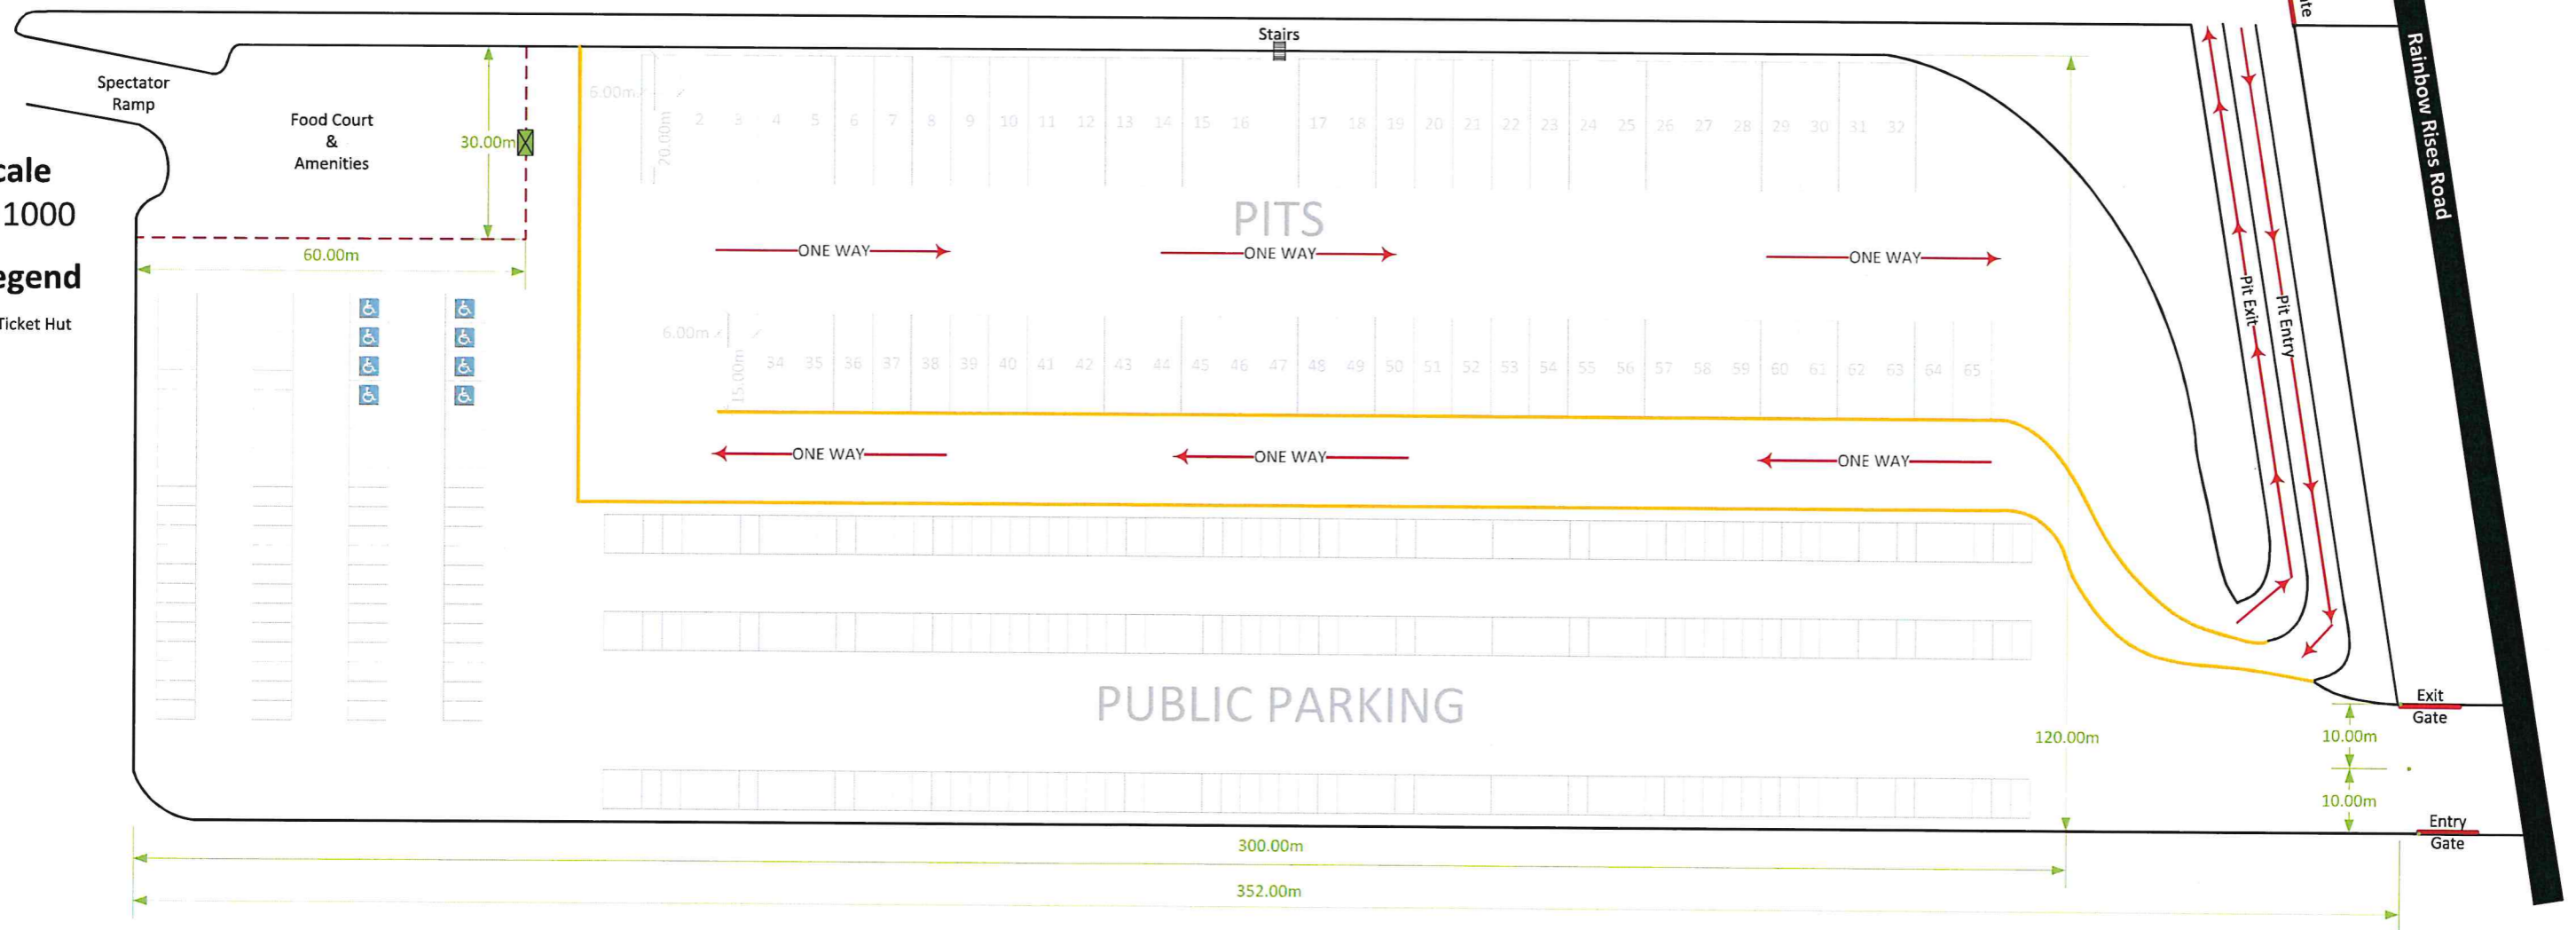 Stairs
te
Rainbow Rises Road
Spectator
Ramp
Food Court
&
Amenities
30.00m
6.00m
20.00m
2 3 4 5 6 7 8 9 10 11 12 13 14 15 16 17 18 19 20 21 22 23 24 25 26 27 28 29 30 31 32
cale
1000
PITS
ONE WAY
ONE WAY
ONE WAY
60.00m
egend
Ticket Hut
Pit Exit
Pit Entry
6.00m
15.00m
34 35 36 37 38 39 40 41 42 43 44 45 46 47 48 49 50 51 52 53 54 55 56 57 58 59 60 61 62 63 64 65
ONE WAY
ONE WAY
ONE WAY
PUBLIC PARKING
Exit
Gate
120.00m
10.00m
10.00m
Entry
Gate
300.00m
352.00m